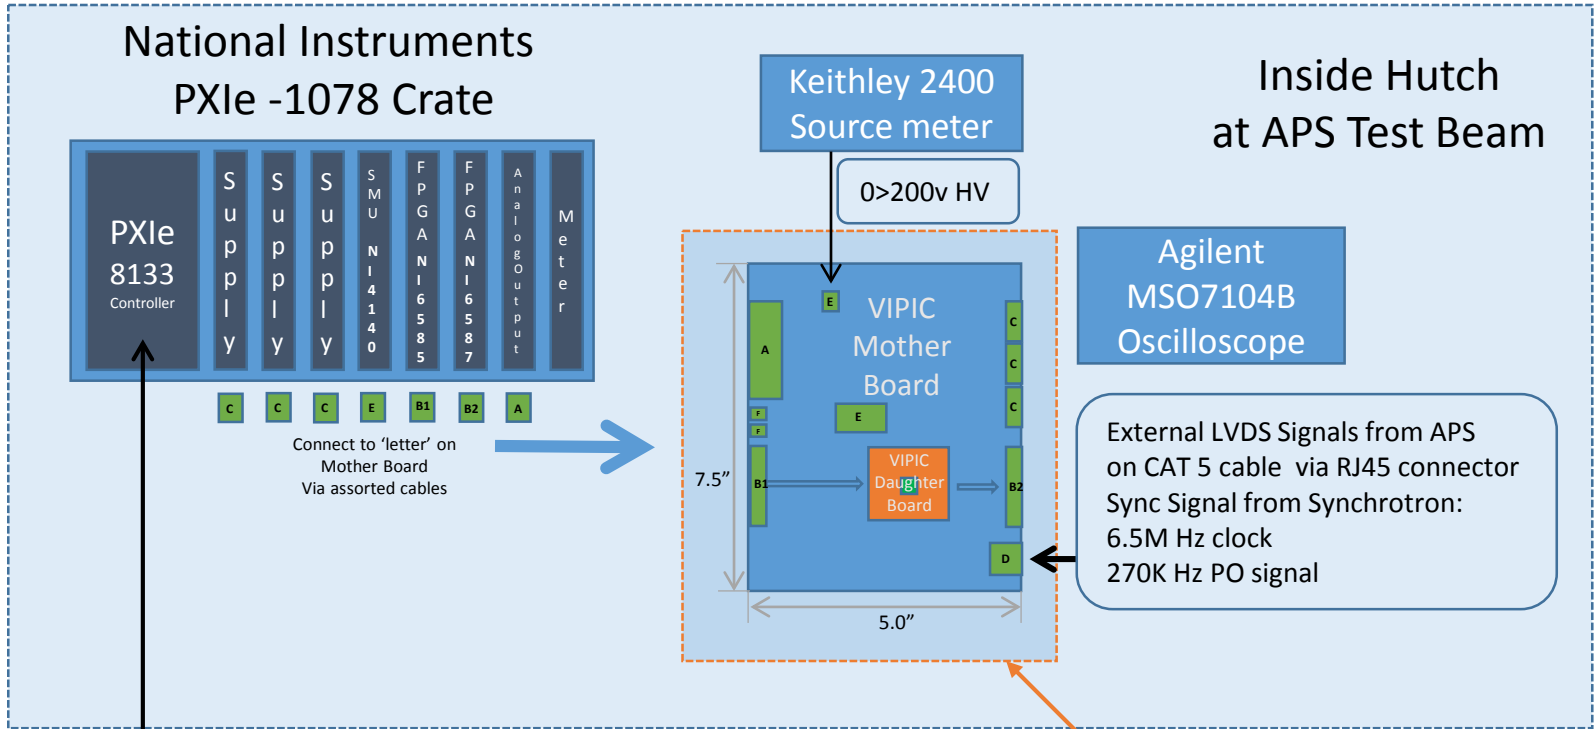 National Instruments
PXIe -1078 Crate
Keithley 2400
Source meter
Inside Hutch
at APS Test Beam
0>200v HV
PXIe
8133
Controller
Supply
Supply
Supply
SMU NI4140
FPGA NI6585
FPGA NI6587
AnalogOutput
Meter
C
C
C
E
B1
B2
A
Connect to ‘letter’ on
Mother Board
Via assorted cables
Agilent
MSO7104B
Oscilloscope
E
VIPIC
Mother
Board
A
C
C
C
F
F
E
7.5”
B1
VIPIC
Daughter
Board
B2
D
5.0”
External LVDS Signals from APS
on CAT 5 cable via RJ45 connector
Sync Signal from Synchrotron:
6.5M Hz clock
270K Hz PO signal